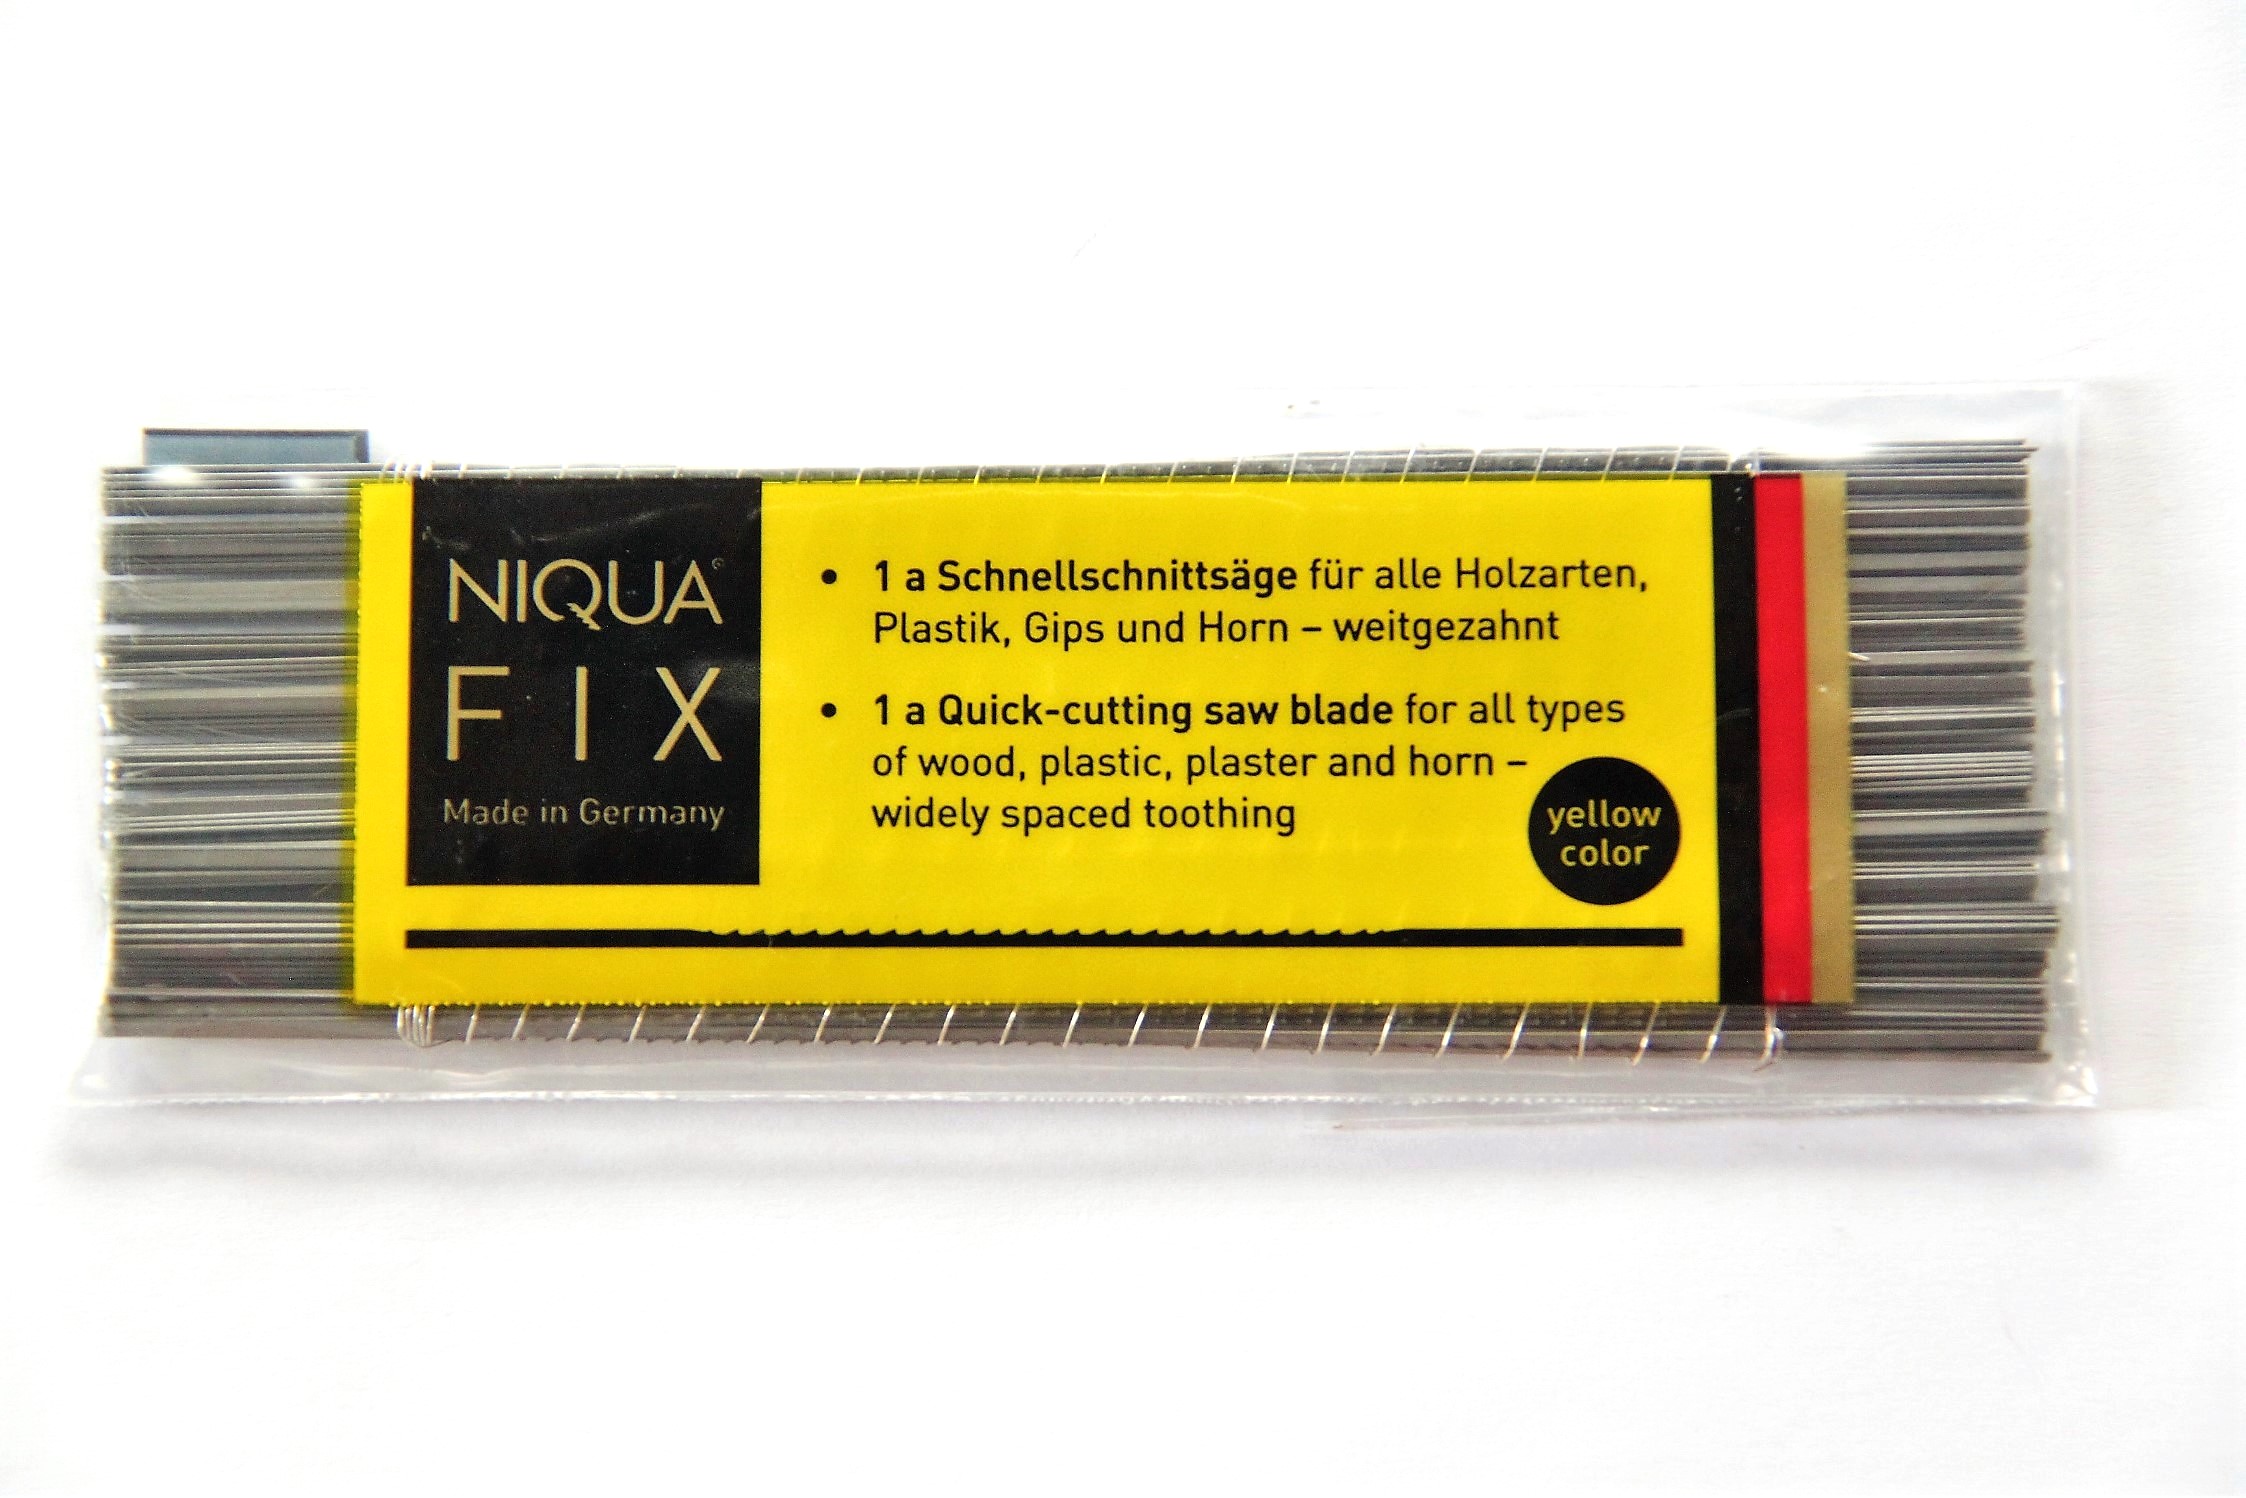 NIQUA®
FIX
Made in Germany
• 1 a Schnellschnittsäge für alle Holzarten,
Plastik, Gips und Horn – weitgezahnt
• 1 a Quick-cutting saw blade for all types
of wood, plastic, plaster and horn –
widely spaced toothing
yellow
color